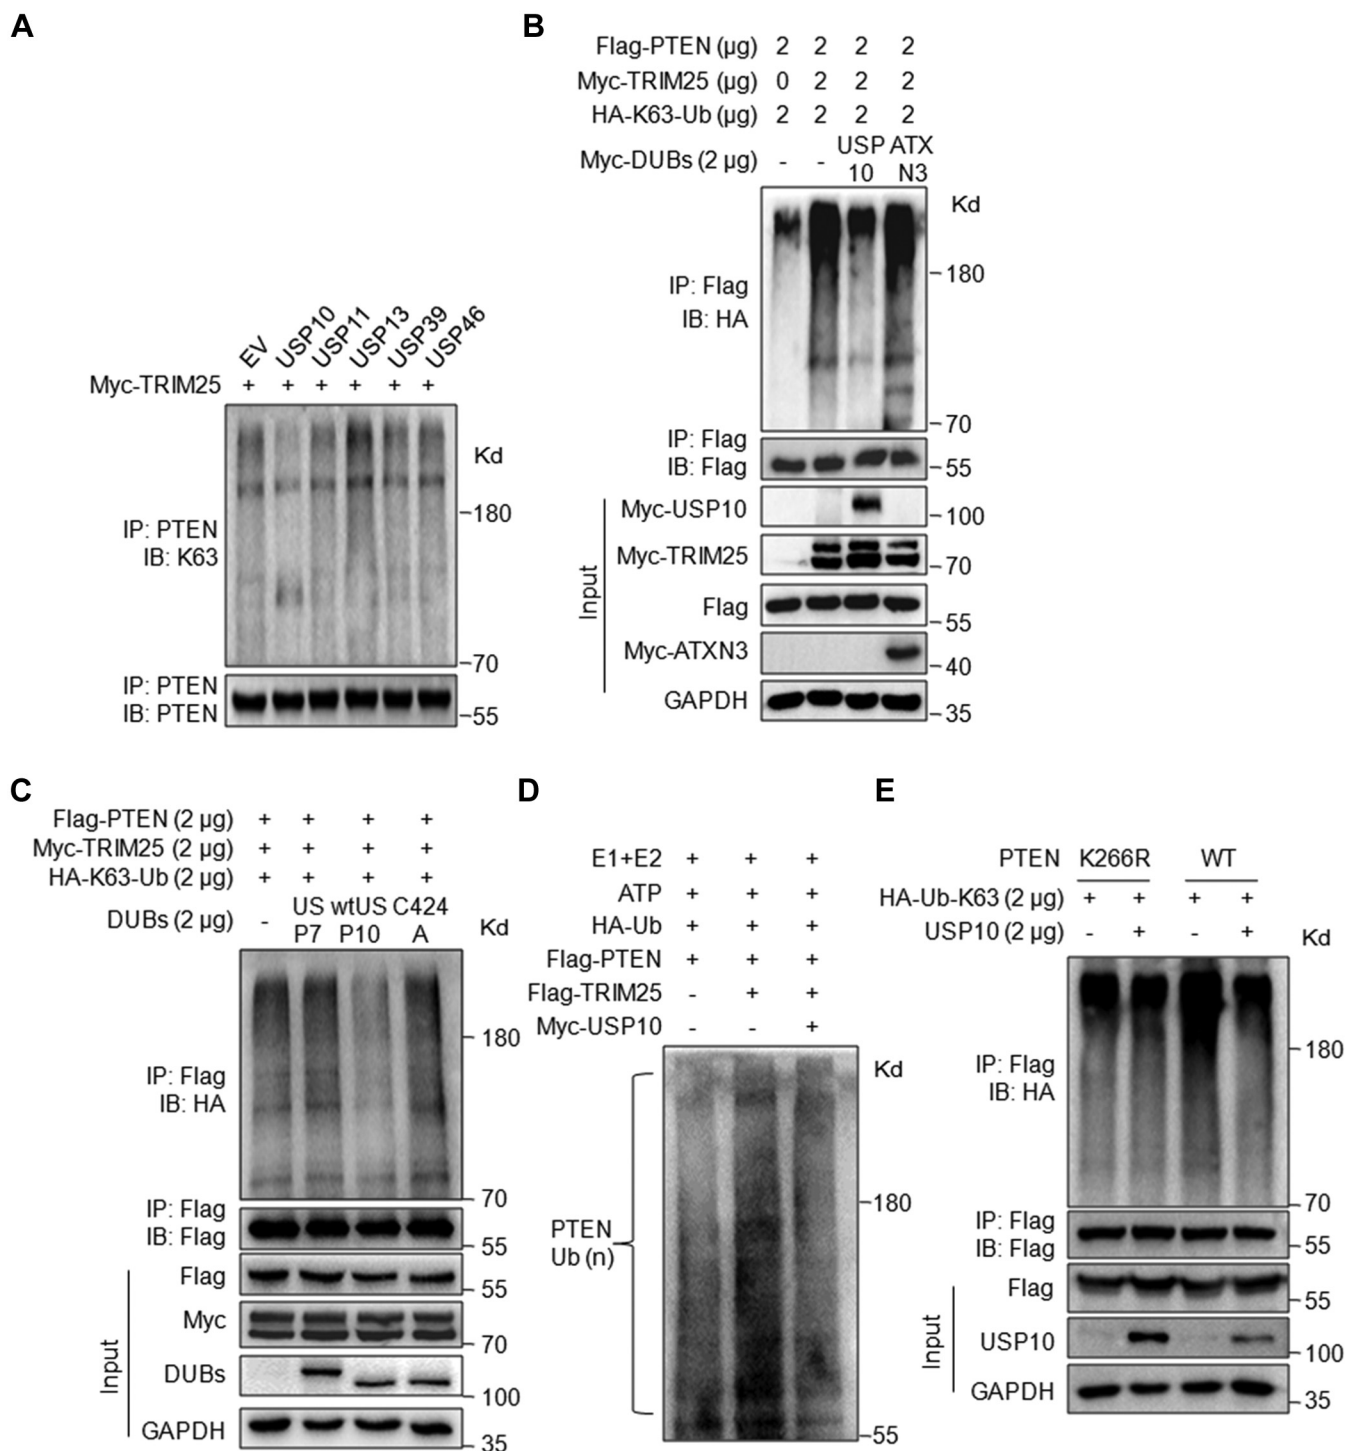 A
EV USP10 USP11 USP13 USP39 USP46
Myc-TRIM25 + + + + + +
Kd
180
IP: PTEN
IB: K63
70
IP: PTEN
IB: PTEN
55
B
Flag-PTEN (µg) 2 2 2 2
Myc-TRIM25 (µg) 0 2 2 2
HA-K63-Ub (µg) 2 2 2 2
USP ATX
Myc-DUBs (2 µg) - -
10 N3
Kd
180
IP: Flag
IB: HA
70
IP: Flag
IB: Flag
55
Myc-USP10
100
Myc-TRIM25
70
Input
Flag
55
Myc-ATXN3
40
GAPDH
35
C
Flag-PTEN (2 µg) + + + +
Myc-TRIM25 (2 µg) + + + +
HA-K63-Ub (2 µg) + + + +
US wtUS C424
DUBs (2 µg) -
P7 P10 A
Kd
180
IP: Flag
IB: HA
70
IP: Flag
IB: Flag
55
Flag
55
Myc
70
Input
DUBs
100
GAPDH
35
D
E1+E2 + + +
ATP + + +
HA-Ub + + +
Flag-PTEN + + +
Flag-TRIM25 - + +
Myc-USP10 - - +
Kd
180
PTEN
Ub (n)
55
E
PTEN K266R WT
HA-Ub-K63 (2 µg) + + + +
USP10 (2 µg) - + - +
Kd
180
IP: Flag
IB: HA
70
IP: Flag
IB: Flag
55
Flag
55
Input
USP10
100
GAPDH
35